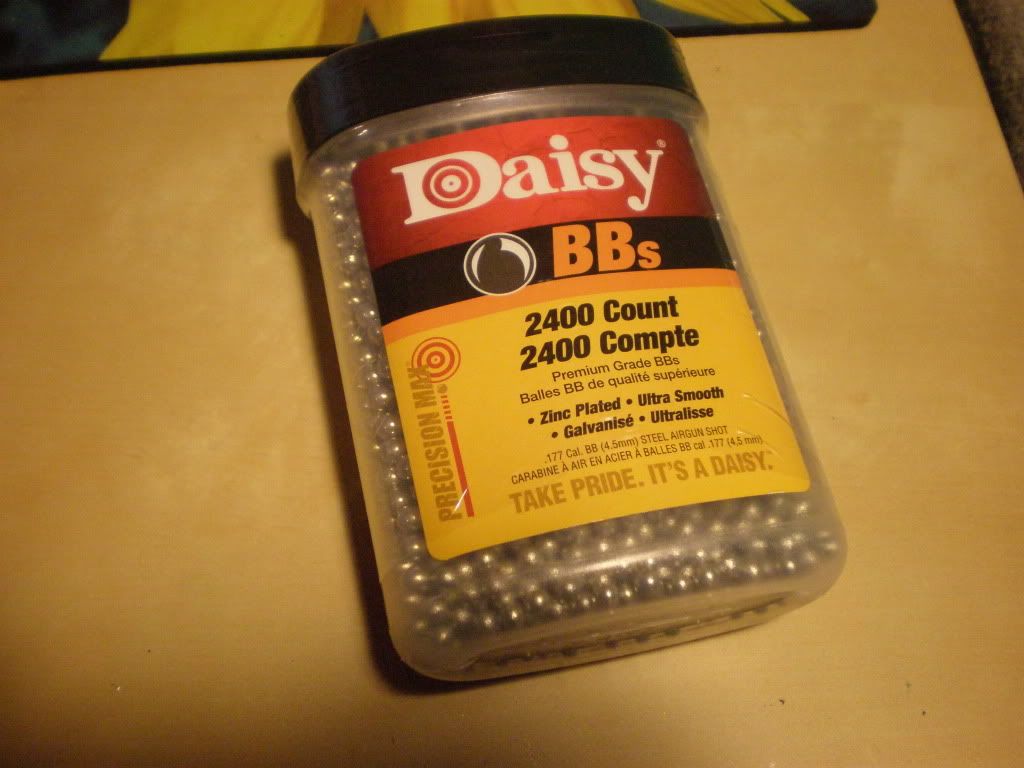 Daisy®
BBs
2400 Count
2400 Compte
Premium Grade BBs
Balles BB de qualité supérieure
• Zinc Plated • Ultra Smooth
• Galvanisé • Ultralisse
.177 Cal. BB (4.5mm) STEEL AIRGUN SHOT
CARABINE À AIR EN ACIER À BALLES BB cal .177 (4,5 mm)
TAKE PRIDE. IT'S A DAISY.™
PRECISION MAX